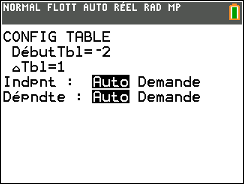 NORMAL FLOTT AUTO RÉEL RAD MP
CONFIG TABLE
DébutTbl=-2
△Tbl=1
Indpnt : Auto Demande
Dépndte : Auto Demande